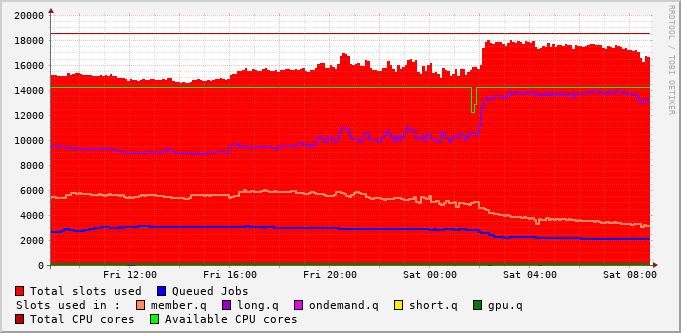 RRDTOOL / TOBI OETIKER
20000
18000
16000
14000
12000
10000
8000
6000
4000
2000
0
Fri 12:00 Fri 16:00 Fri 20:00 Sat 00:00 Sat 04:00 Sat 08:00
Total slots used Queued Jobs
Slots used in : member.q long.q ondemand.q short.q gpu.q
Total CPU cores Available CPU cores